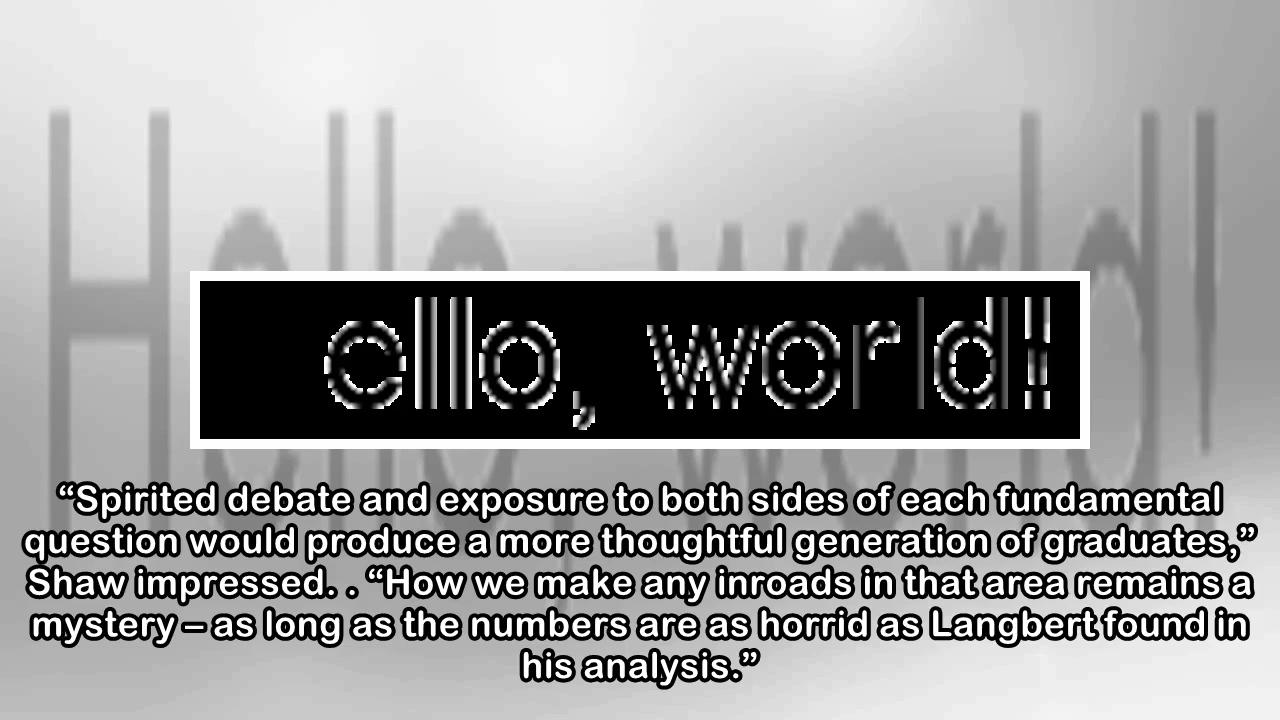 Hello, world!
ello, world!
“Spirited debate and exposure to both sides of each fundamental
question would produce a more thoughtful generation of graduates,”
Shaw impressed. . “How we make any inroads in that area remains a
mystery – as long as the numbers are as horrid as Langbert found in
his analysis.”